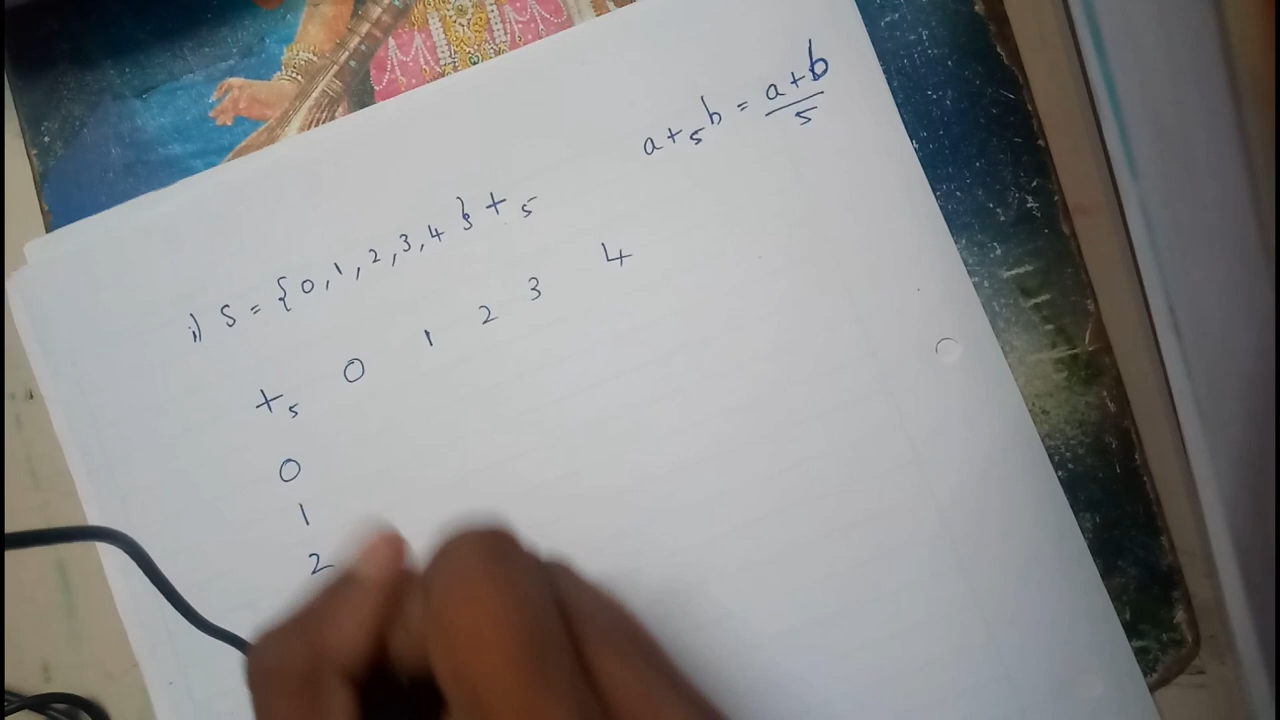 a +₅ b = (a+b)/5
i) S = {0, 1, 2, 3, 4} +₅
+₅ 0 1 2 3 4
0
1
2